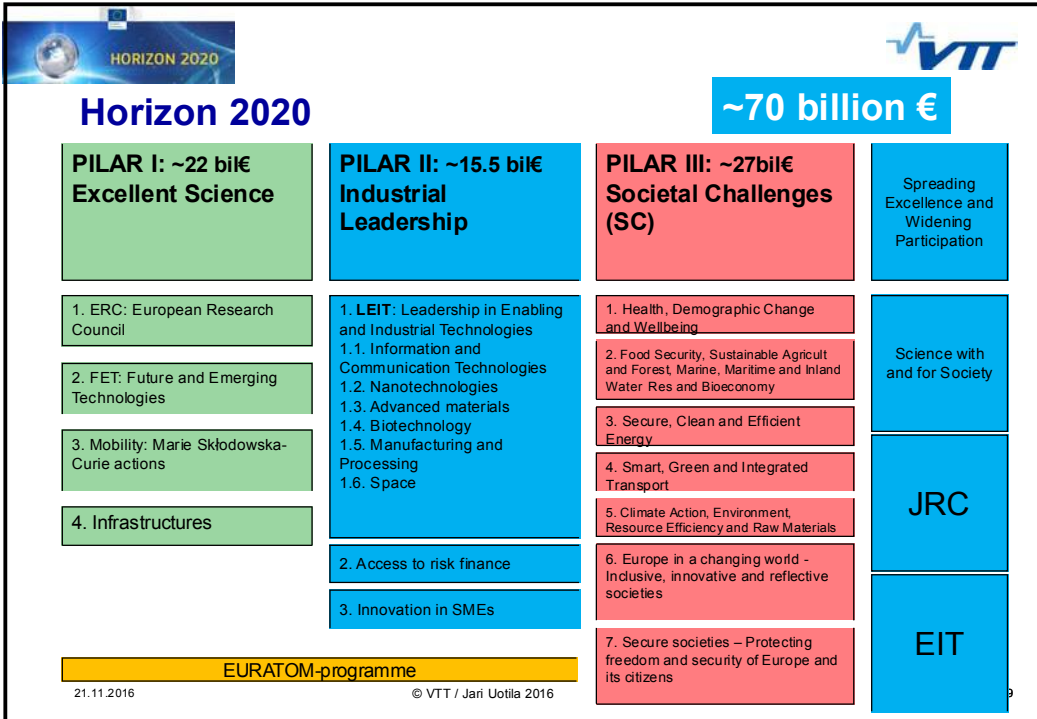 HORIZON 2020
VTT
Horizon 2020
~70 billion €
PILAR I: ~22 bil€
Excellent Science
PILAR II: ~15.5 bil€
Industrial
Leadership
PILAR III: ~27bil€
Societal Challenges
(SC)
Spreading
Excellence and
Widening
Participation
1. ERC: European Research
Council
2. FET: Future and Emerging
Technologies
3. Mobility: Marie Skłodowska-
Curie actions
4. Infrastructures
1. LEIT: Leadership in Enabling
and Industrial Technologies
1.1. Information and
Communication Technologies
1.2. Nanotechnologies
1.3. Advanced materials
1.4. Biotechnology
1.5. Manufacturing and
Processing
1.6. Space
2. Access to risk finance
3. Innovation in SMEs
1. Health, Demographic Change
and Wellbeing
2. Food Security, Sustainable Agricult
and Forest, Marine, Maritime and Inland
Water Res and Bioeconomy
3. Secure, Clean and Efficient
Energy
4. Smart, Green and Integrated
Transport
5. Climate Action, Environment,
Resource Efficiency and Raw Materials
6. Europe in a changing world -
Inclusive, innovative and reflective
societies
7. Secure societies – Protecting
freedom and security of Europe and
its citizens
Science with
and for Society
JRC
EIT
EURATOM-programme
21.11.2016
© VTT / Jari Uotila 2016